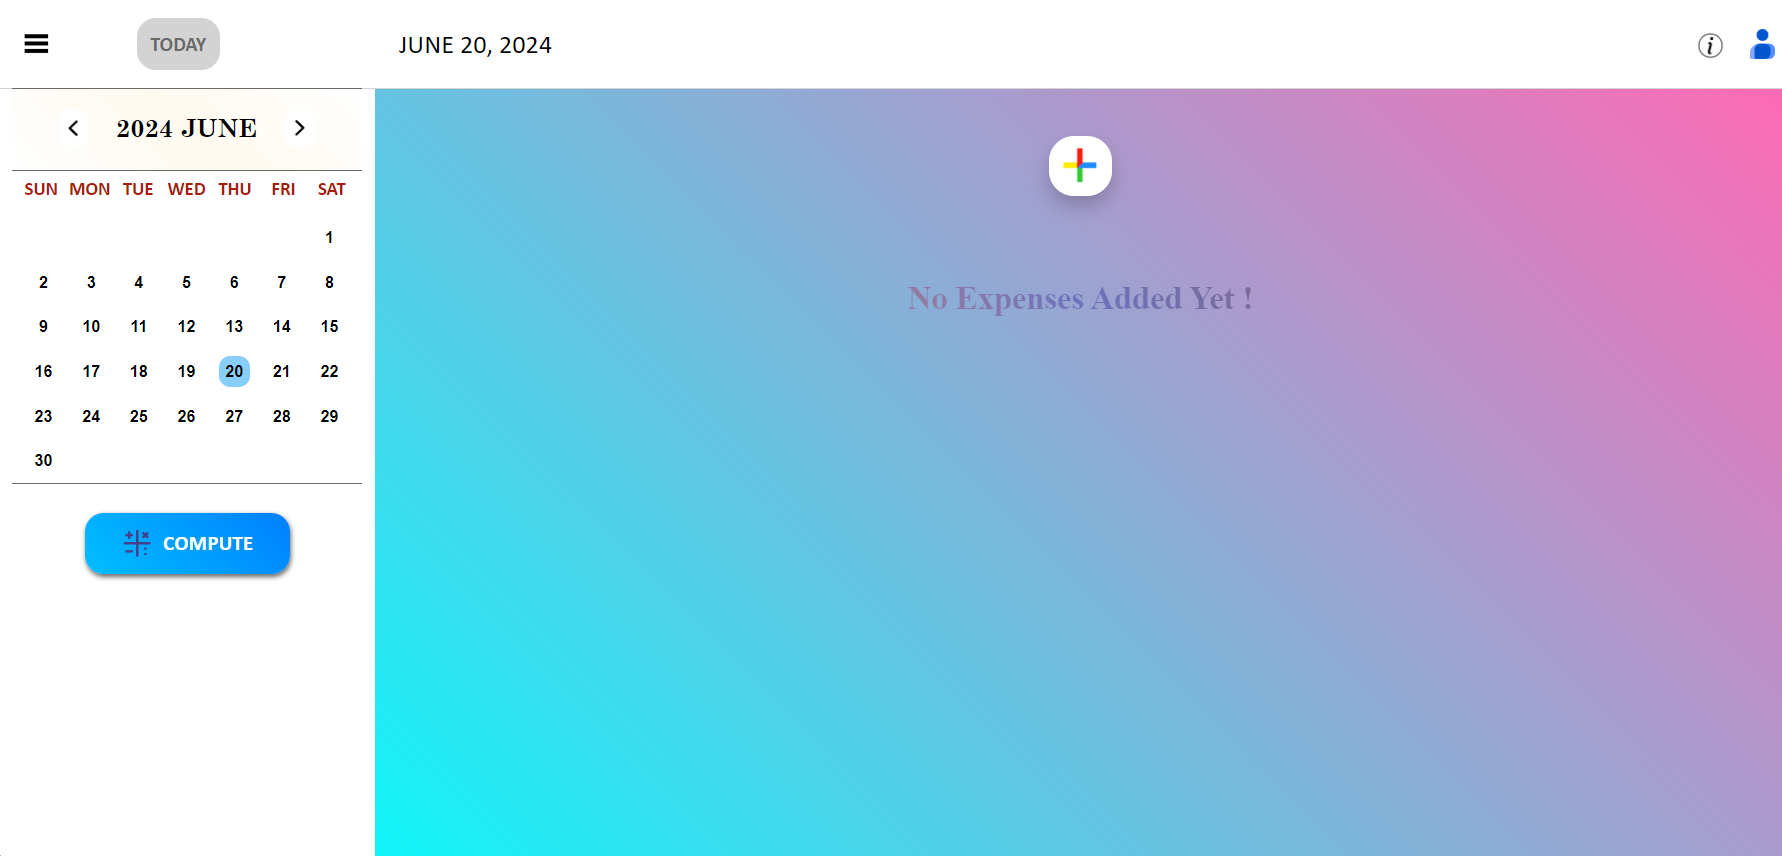 TODAY
JUNE 20, 2024
2024 JUNE
SUN MON TUE WED THU FRI SAT
1
2 3 4 5 6 7 8
9 10 11 12 13 14 15
16 17 18 19 20 21 22
23 24 25 26 27 28 29
30
COMPUTE
No Expenses Added Yet !